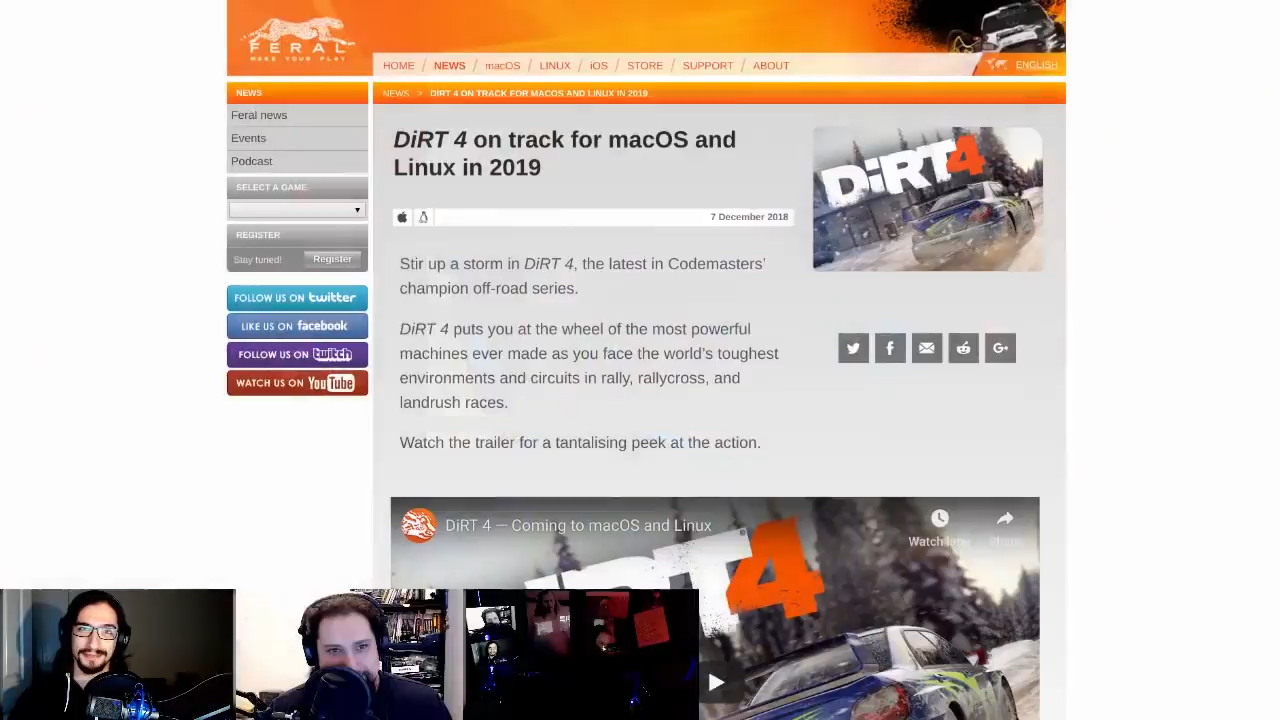 FERAL
MAKE YOUR PLAY
HOME / NEWS / macOS / LINUX / iOS / STORE / SUPPORT / ABOUT
ENGLISH
NEWS
Feral news
Events
Podcast
SELECT A GAME
REGISTER
Stay tuned!
Register
FOLLOW US ON twitter
LIKE US ON facebook
FOLLOW US ON twitch
WATCH US ON YouTube
NEWS > DIRT 4 ON TRACK FOR MACOS AND LINUX IN 2019
DiRT 4 on track for macOS and
Linux in 2019
7 December 2018
DiRT 4
Stir up a storm in DiRT 4, the latest in Codemasters’
champion off-road series.
DiRT 4 puts you at the wheel of the most powerful
machines ever made as you face the world’s toughest
environments and circuits in rally, rallycross, and
landrush races.
Watch the trailer for a tantalising peek at the action.
DiRT 4 — Coming to macOS and Linux
Watch later
Share